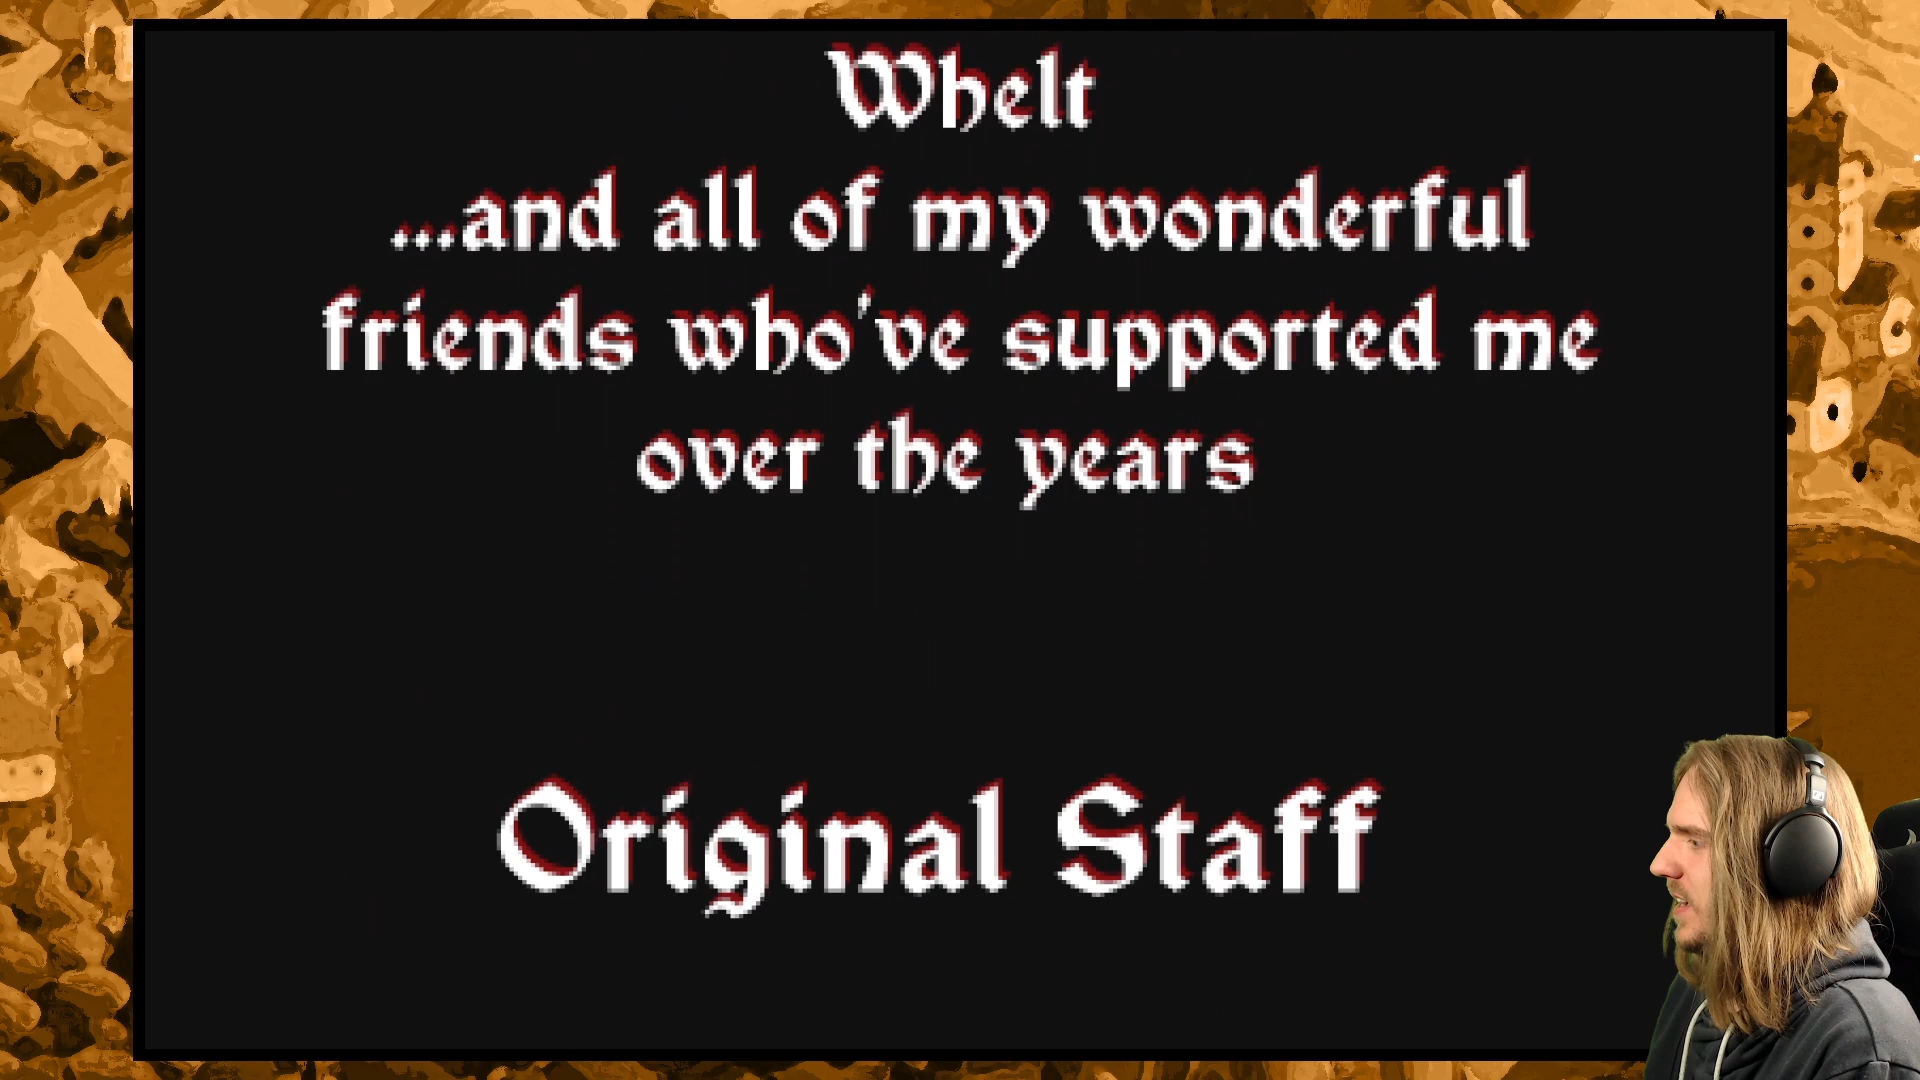 Whelt
...and all of my wonderful
friends who've supported me
over the years
Original Staff